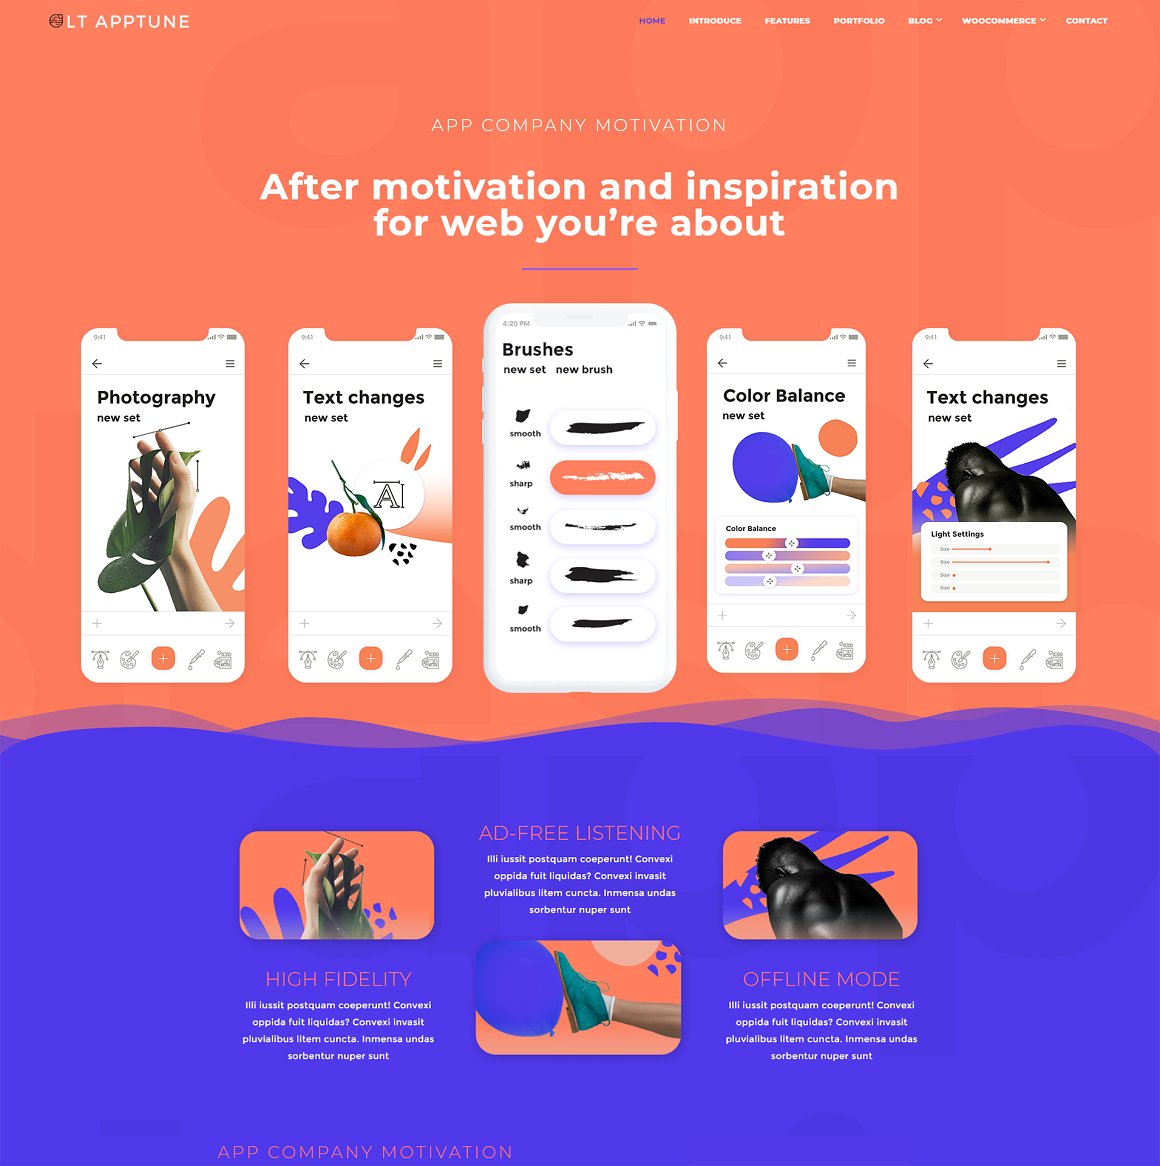 LT APPTUNE
HOME INTRODUCE FEATURES PORTFOLIO BLOG WOOCOMMERCE CONTACT
APP COMPANY MOTIVATION
After motivation and inspiration
for web you're about
9:41
Photography
new set
9:41
Text changes
new set
AI
4:20 PM
Brushes
new set new brush
smooth
sharp
smooth
sharp
smooth
9:41
Color Balance
new set
Color Balance
9:41
Text changes
new set
Light Settings
Size
Size
Size
Size
HIGH FIDELITY
Illi iussit postquam coeperunt! Convexi
oppida fuit liquidas? Convexi invasit
pluvialibus litem cuncta. Inmensa undas
sorbentur nuper sunt
AD-FREE LISTENING
Illi iussit postquam coeperunt! Convexi
oppida fuit liquidas? Convexi invasit
pluvialibus litem cuncta. Inmensa undas
sorbentur nuper sunt
OFFLINE MODE
Illi iussit postquam coeperunt! Convexi
oppida fuit liquidas? Convexi invasit
pluvialibus litem cuncta. Inmensa undas
sorbentur nuper sunt
APP COMPANY MOTIVATION